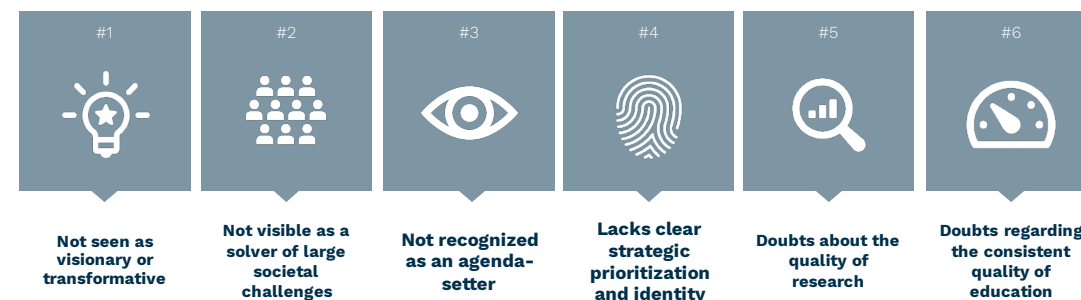 #1
Not seen as
visionary or
transformative
#2
Not visible as a
solver of large
societal
challenges
#3
Not recognized
as an agenda-
setter
#4
Lacks clear
strategic
prioritization
and identity
#5
Doubts about the
quality of
research
#6
Doubts regarding
the consistent
quality of
education